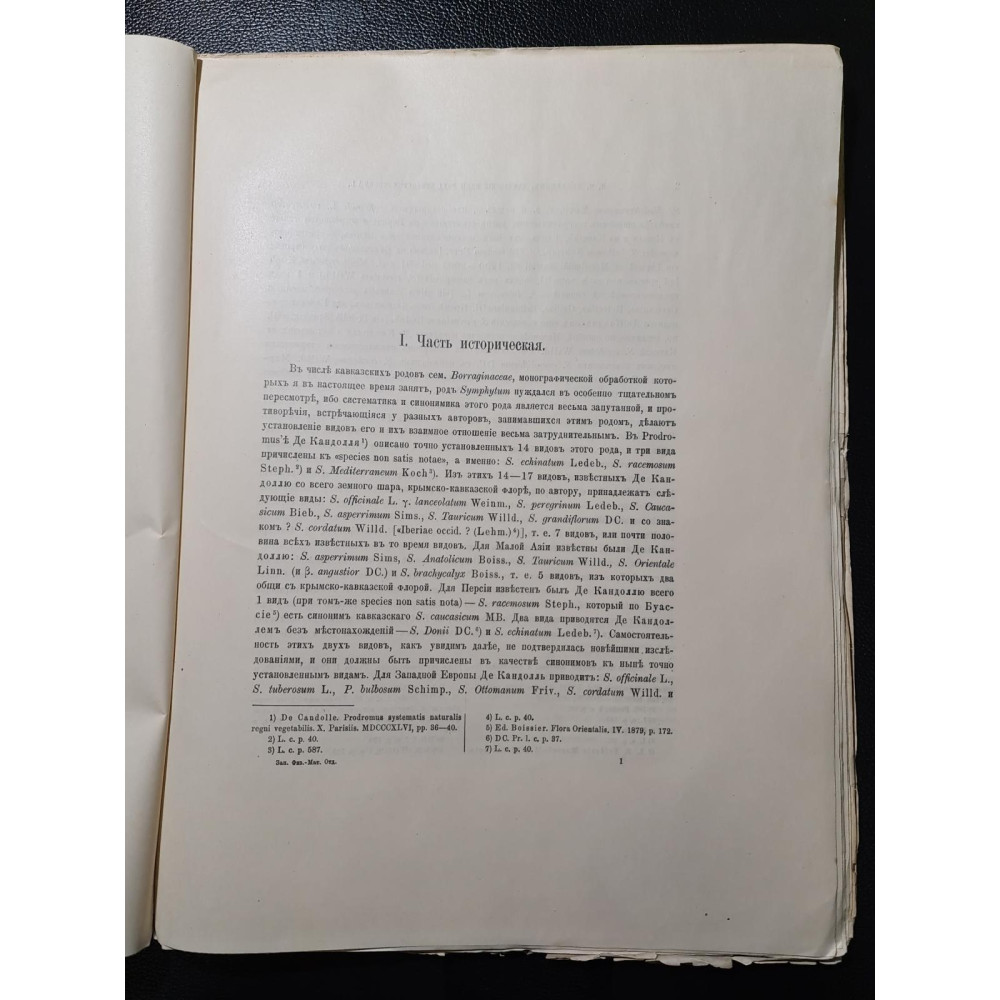 I. Часть историческая.
Въ числѣ кавказскихъ родовъ сем. Borraginaceae, монографической обработкой кото-
рыхъ я въ настоящее время занятъ, родъ Symphytum нуждался въ особенно тщательномъ
пересмотрѣ, ибо систематика и синонимика этого рода является весьма запутанной, и про-
тиворѣчія, встрѣчающіяся у разныхъ авторовъ, занимавшихся этимъ родомъ, дѣлаютъ
установленіе видовъ его и ихъ взаимное отношеніе весьма затруднительнымъ. Въ Prodro-
mus'ѣ Де Кандолля¹) описано точно установленныхъ 14 видовъ этого рода, и три вида
причислены къ «species non satis notae», а именно: S. echinatum Ledeb., S. racemosum
Steph.²) и S. Mediterraneum Koch³). Изъ этихъ 14—17 видовъ, извѣстныхъ Де Кан-
доллю со всего земного шара, крымско-кавказской флорѣ, по автору, принадлежатъ слѣ-
дующіе виды: S. officinale L. γ. lanceolatum Weinm., S. peregrinum Ledeb., S. Cauca-
sicum Bieb., S. asperrimum Sims., S. Tauricum Willd., S. grandiflorum DC. и со зна-
комъ ? S. cordatum Willd. [«Iberiae occid. ? (Lehm.)⁴)], т. е. 7 видовъ, или почти поло-
вина всѣхъ извѣстныхъ въ то время видовъ. Для Малой Азіи извѣстны были Де Кан-
доллю: S. asperrimum Sims, S. Anatolicum Boiss., S. Tauricum Willd., S. Orientale
Linn. (и β. angustior DC.) и S. brachycalyx Boiss., т. е. 5 видовъ, изъ которыхъ два
общи съ крымско-кавказской флорой. Для Персіи извѣстенъ былъ Де Кандоллю всего
1 видъ (при томъ-же species non satis nota) — S. racemosum Steph., который по Буас-
сіе⁵) есть синонимъ кавказскаго S. caucasicum MB. Два вида приводятся Де Кандол-
лемъ безъ мѣстонахожденій — S. Donii DC.⁶) и S. echinatum Ledeb.⁷). Самостоятель-
ность этихъ двухъ видовъ, какъ увидимъ далѣе, не подтвердилась новѣйшими изслѣ-
дованіями, и они должны быть причислены въ качествѣ синонимовъ къ нынѣ точно
установленнымъ видамъ. Для Западной Европы Де Кандолль приводитъ: S. officinale L.,
S. tuberosum L., P. bulbosum Schimp., S. Ottomanum Friv., S. cordatum Willd. и
1) De Candolle. Prodromus systematis naturalis
regni vegetabilis. X. Parisiis. MDCCCXLVI, pp. 36—40.
2) L. c. p. 40.
3) L. c. p. 587.
4) L. c. p. 40.
5) Ed. Boissier. Flora Orientalis, IV. 1879, p. 172.
6) DC. Pr. l. c. p. 37.
7) L. c. p. 40.
Зап. Физ.-Мат. Отд.
1